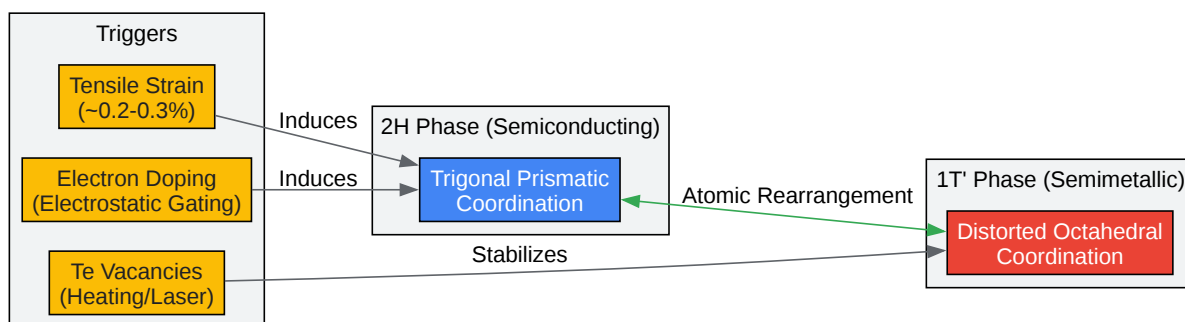 Triggers
Tensile Strain
(~0.2-0.3%)
Electron Doping
(Electrostatic Gating)
Te Vacancies
(Heating/Laser)
Induces
Induces
Stabilizes
2H Phase (Semiconducting)
Trigonal Prismatic
Coordination
Atomic Rearrangement
1T' Phase (Semimetallic)
Distorted Octahedral
Coordination